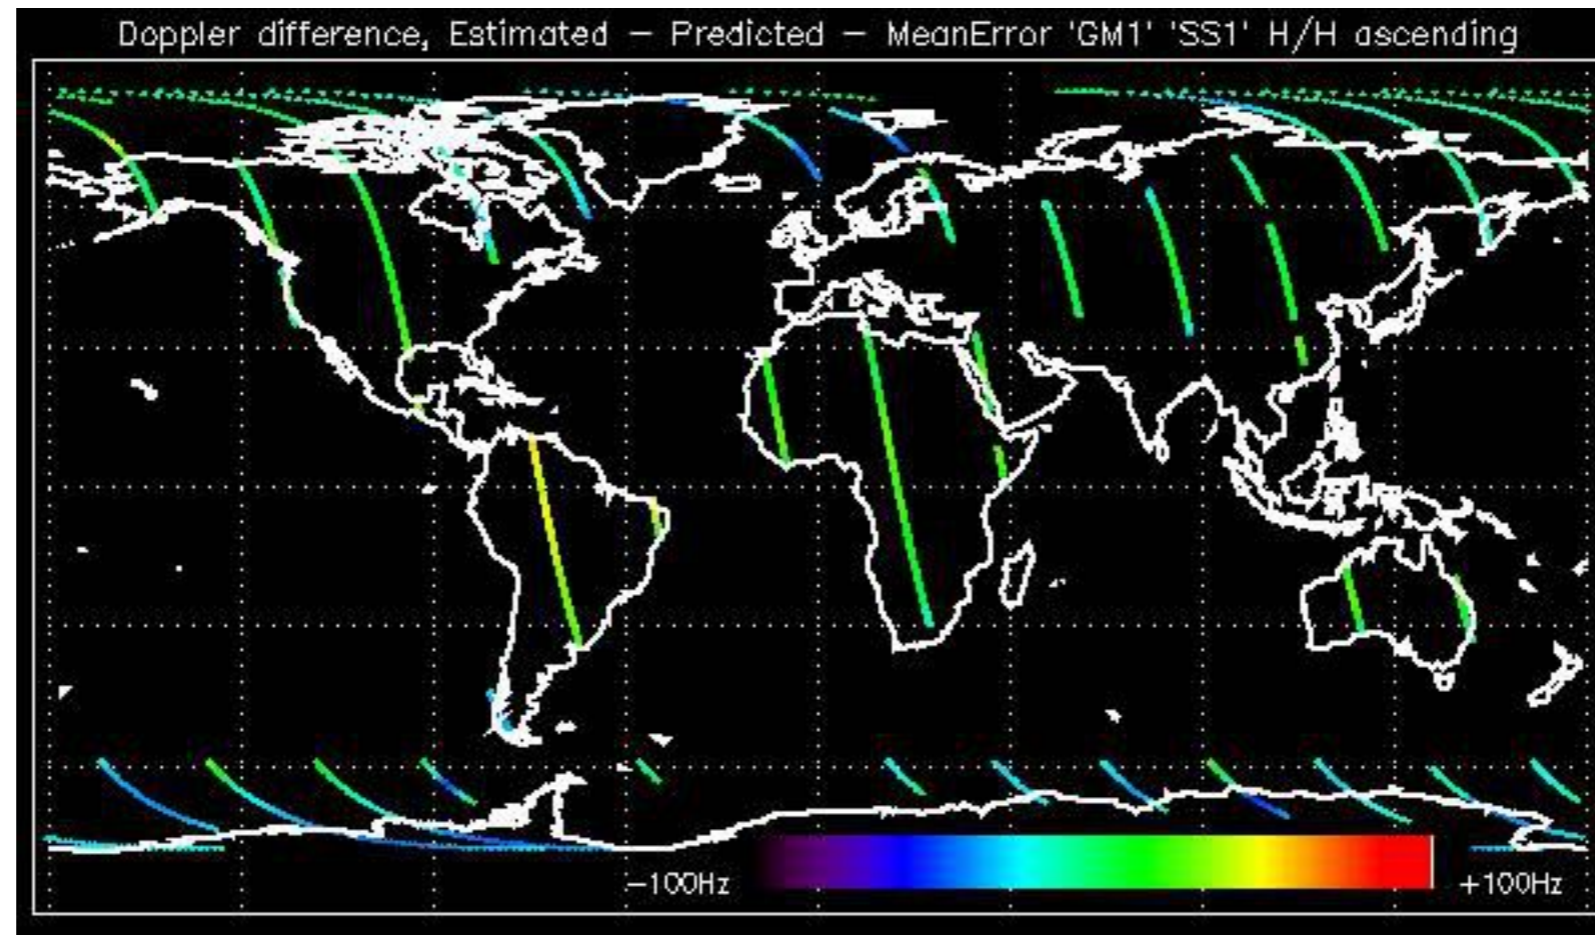 Doppler difference, Estimated − Predicted − MeanError 'GM1' 'SS1' H/H ascending
−100Hz
+100Hz